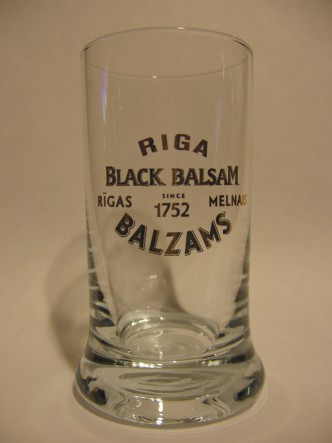 RIGA
BLACK BALSAM
RĪGAS SINCE MELNAIS
1752
BALZAMS